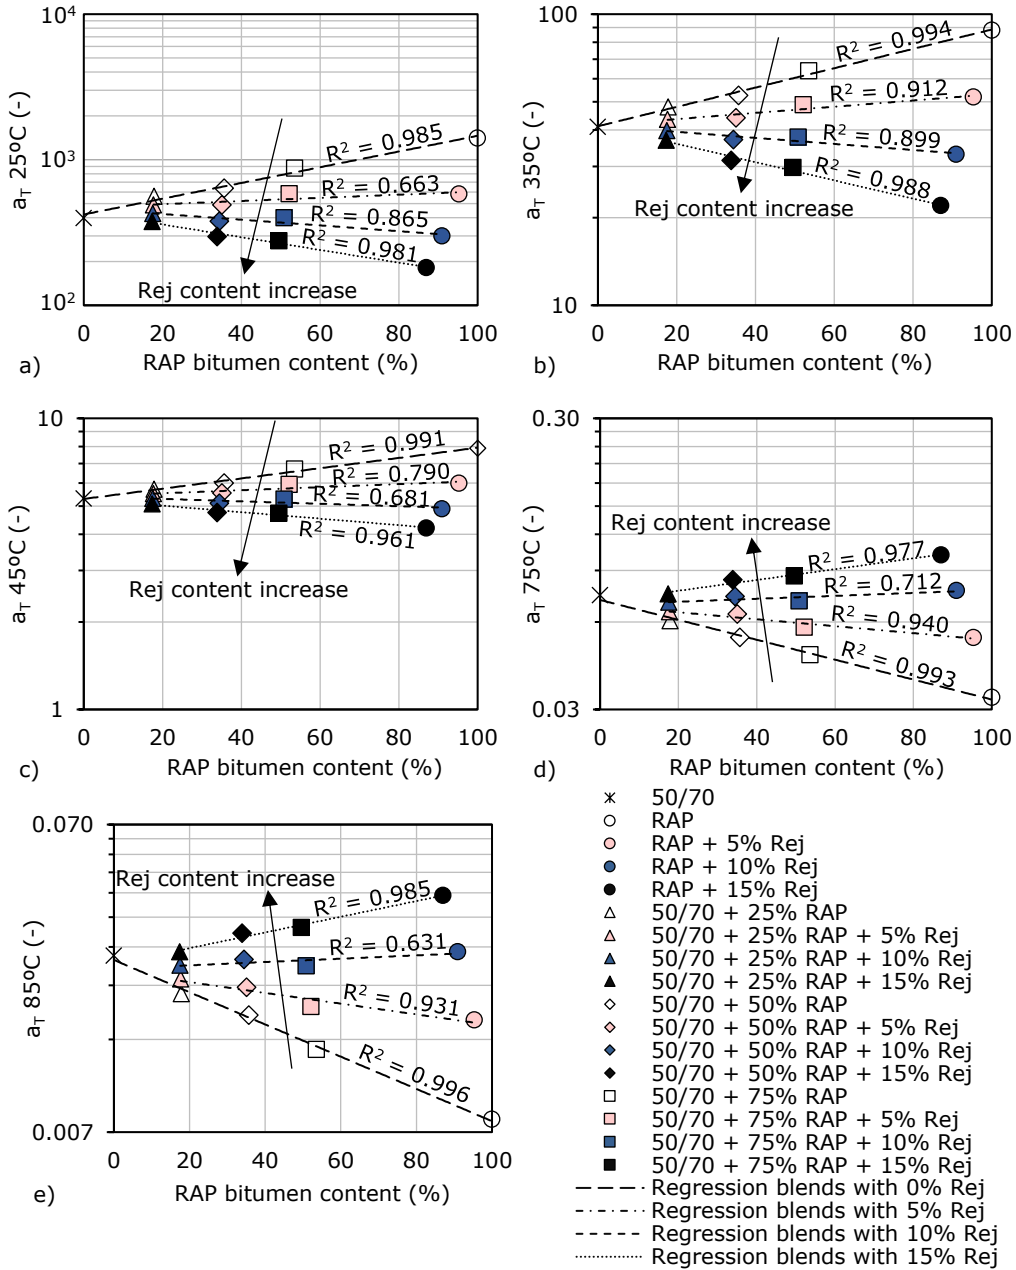 10⁴
10³
10²
a_T 25ºC (-)
R² = 0.985
R² = 0.663
R² = 0.865
R² = 0.981
Rej content increase
0 20 40 60 80 100
RAP bitumen content (%)
a)
100
10
a_T 35ºC (-)
R² = 0.994
R² = 0.912
R² = 0.899
R² = 0.988
Rej content increase
0 20 40 60 80 100
RAP bitumen content (%)
b)
10
1
a_T 45ºC (-)
R² = 0.991
R² = 0.790
R² = 0.681
R² = 0.961
Rej content increase
0 20 40 60 80 100
RAP bitumen content (%)
c)
0.30
0.03
a_T 75ºC (-)
Rej content increase
R² = 0.977
R² = 0.712
R² = 0.940
R² = 0.993
0 20 40 60 80 100
RAP bitumen content (%)
d)
0.070
0.007
a_T 85ºC (-)
Rej content increase
R² = 0.985
R² = 0.631
R² = 0.931
R² = 0.996
0 20 40 60 80 100
RAP bitumen content (%)
e)
50/70
RAP
RAP + 5% Rej
RAP + 10% Rej
RAP + 15% Rej
50/70 + 25% RAP
50/70 + 25% RAP + 5% Rej
50/70 + 25% RAP + 10% Rej
50/70 + 25% RAP + 15% Rej
50/70 + 50% RAP
50/70 + 50% RAP + 5% Rej
50/70 + 50% RAP + 10% Rej
50/70 + 50% RAP + 15% Rej
50/70 + 75% RAP
50/70 + 75% RAP + 5% Rej
50/70 + 75% RAP + 10% Rej
50/70 + 75% RAP + 15% Rej
Regression blends with 0% Rej
Regression blends with 5% Rej
Regression blends with 10% Rej
Regression blends with 15% Rej